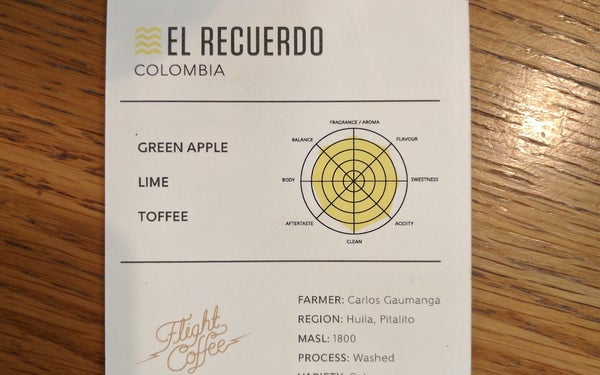 EL RECUERDO
COLOMBIA
GREEN APPLE
LIME
TOFFEE
FRAGRANCE / AROMA
BALANCE
FLAVOUR
BODY
SWEETNESS
AFTERTASTE
ACIDITY
CLEAN
Flight
Coffee
FARMER: Carlos Gaumanga
REGION: Huila, Pitalito
MASL: 1800
PROCESS: Washed
VARIETY: